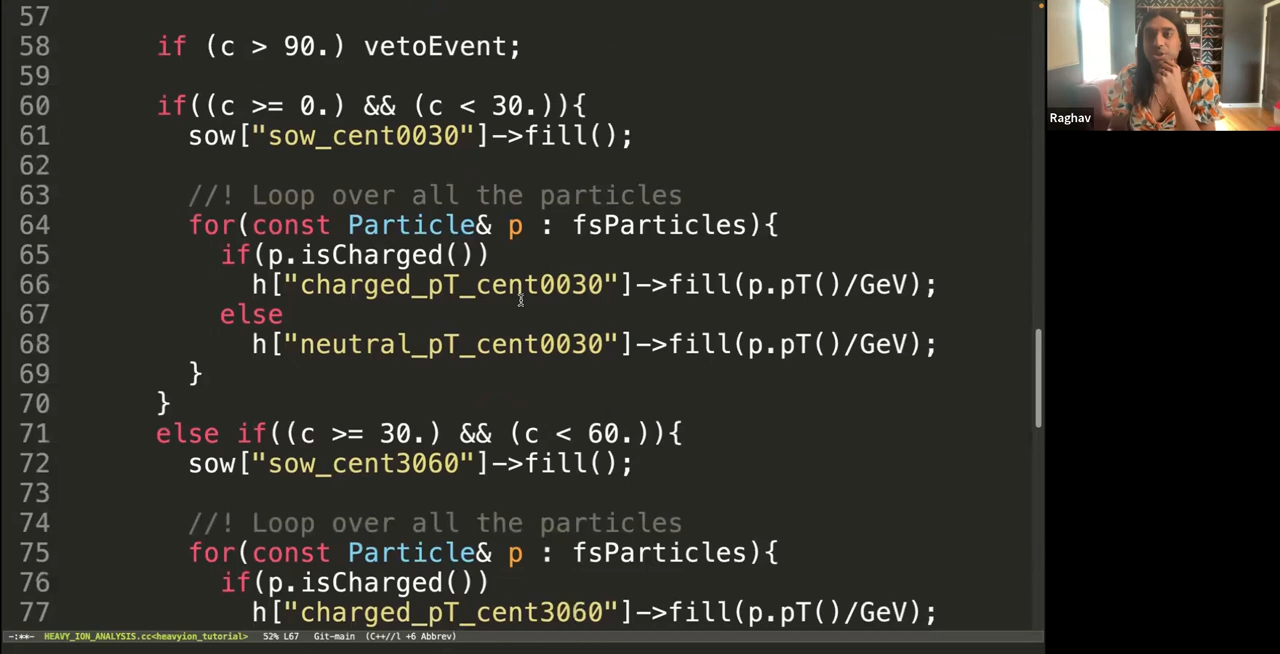 57
58 if (c > 90.) vetoEvent;
59
60 if((c >= 0.) && (c < 30.)){
61 sow["sow_cent0030"]->fill();
62
63 //! Loop over all the particles
64 for(const Particle& p : fsParticles){
65 if(p.isCharged())
66 h["charged_pT_cent0030"]->fill(p.pT()/GeV);
67 else
68 h["neutral_pT_cent0030"]->fill(p.pT()/GeV);
69 }
70 }
71 else if((c >= 30.) && (c < 60.)){
72 sow["sow_cent3060"]->fill();
73
74 //! Loop over all the particles
75 for(const Particle& p : fsParticles){
76 if(p.isCharged())
77 h["charged_pT_cent3060"]->fill(p.pT()/GeV);
-:**- HEAVY_ION_ANALYSIS.cc<heavyion_tutorial> 52% L67 Git-main (C++//l +6 Abbrev)
Raghav